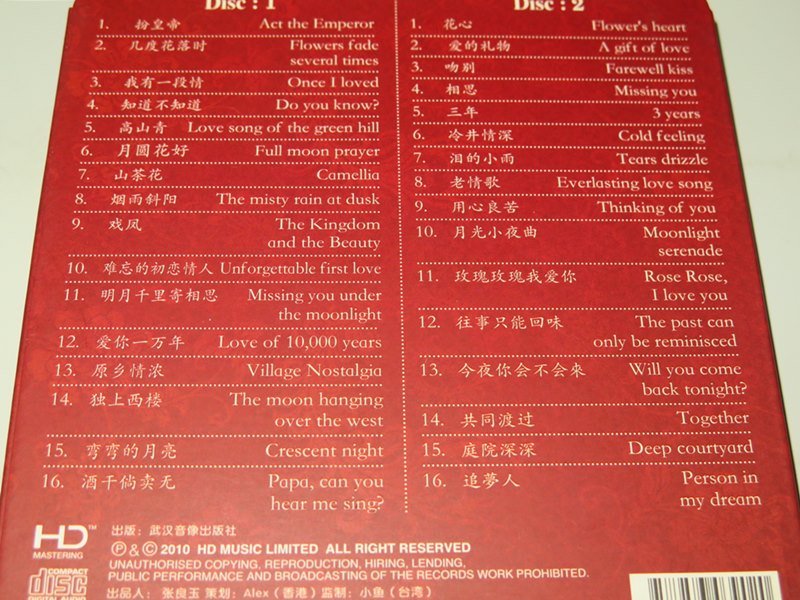 Disc : 1
1. 扮皇帝 Act the Emperor
2. 几度花落时 Flowers fade
several times
3. 我有一段情 Once I loved
4. 知道不知道 Do you know?
5. 高山青 Love song of the green hill
6. 月圆花好 Full moon prayer
7. 山茶花 Camellia
8. 烟雨斜阳 The misty rain at dusk
9. 戏凤 The Kingdom
and the Beauty
10. 难忘的初恋情人 Unforgettable first love
11. 明月千里寄相思 Missing you under
the moonlight
12. 爱你一万年 Love of 10,000 years
13. 原乡情浓 Village Nostalgia
14. 独上西楼 The moon hanging
over the west
15. 弯弯的月亮 Crescent night
16. 酒干倘卖无 Papa, can you
hear me sing?
Disc : 2
1. 花心 Flower's heart
2. 爱的礼物 A gift of love
3. 吻别 Farewell kiss
4. 相思 Missing you
5. 三年 3 years
6. 冷井情深 Cold feeling
7. 泪的小雨 Tears drizzle
8. 老情歌 Everlasting love song
9. 用心良苦 Thinking of you
10. 月光小夜曲 Moonlight
serenade
11. 玫瑰玫瑰我爱你 Rose Rose,
I love you
12. 往事只能回味 The past can
only be reminisced
13. 今夜你会不会来 Will you come
back tonight?
14. 共同渡过 Together
15. 庭院深深 Deep courtyard
16. 追夢人 Person in
my dream
HD™
MASTERING
出版：武汉音像出版社
Ⓟ & © 2010 HD MUSIC LIMITED ALL RIGHT RESERVED
UNAUTHORISED COPYING, REPRODUCTION, HIRING, LENDING,
PUBLIC PERFORMANCE AND BROADCASTING OF THE RECORDS WORK PROHIBITED.
COMPACT
disc
DIGITAL AUDIO
出品人：张良玉 策划：Alex（香港）监制：小鱼（台湾）